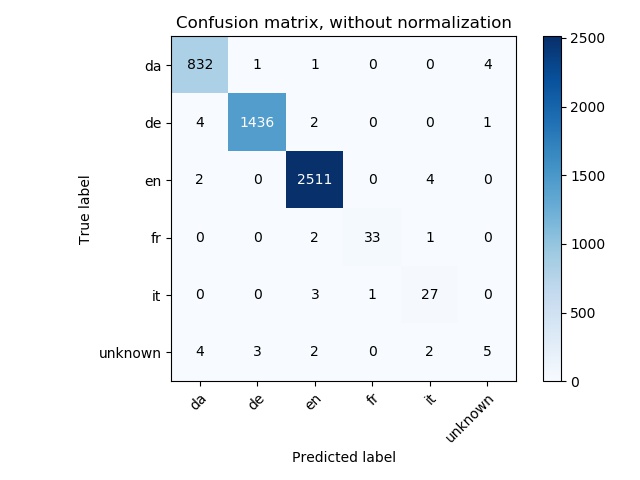 Confusion matrix, without normalization
da 832 1 1 0 0 4
de 4 1436 2 0 0 1
en 2 0 2511 0 4 0
fr 0 0 2 33 1 0
it 0 0 3 1 27 0
unknown 4 3 2 0 2 5
da de en fr it unknown
True label
Predicted label
2500
2000
1500
1000
500
0